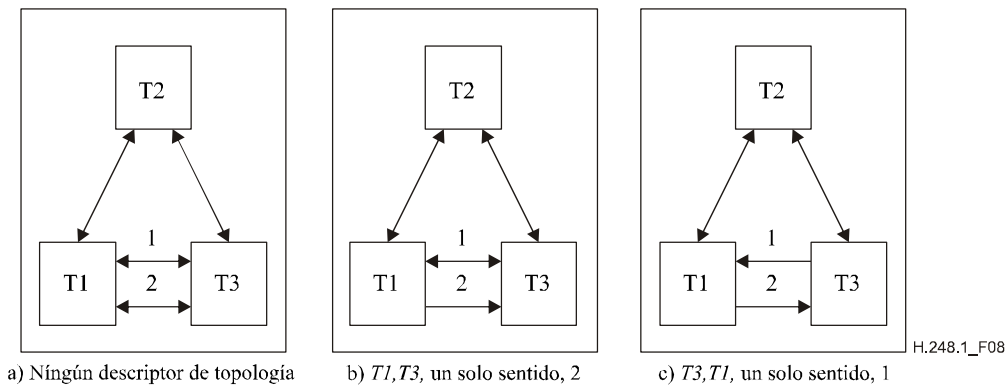 T2
1
T1
2
T3
a) Níngún descriptor de topología
T2
1
T1
2
T3
b) T1,T3, un solo sentido, 2
T2
1
T1
2
T3
c) T3,T1, un solo sentido, 1
H.248.1_F08